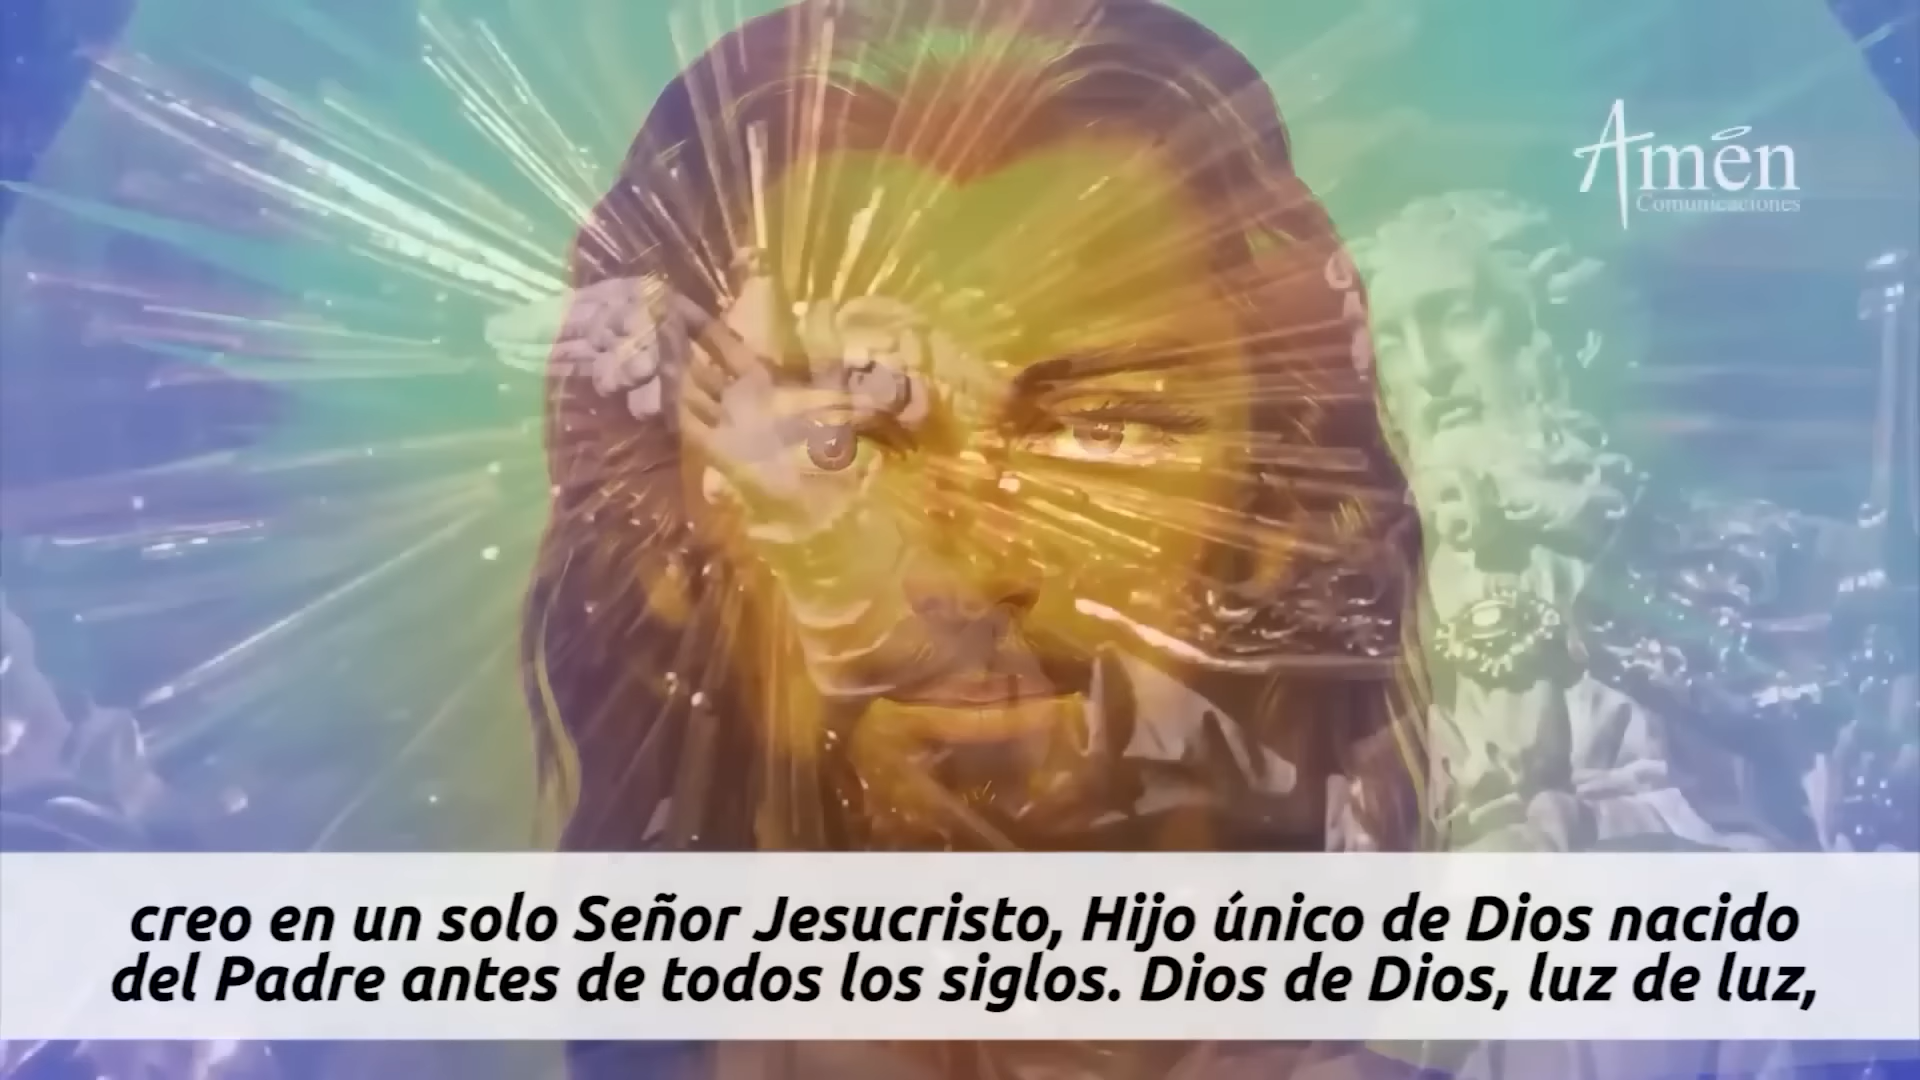 Amén
Comunicaciones
creo en un solo Señor Jesucristo, Hijo único de Dios nacido
del Padre antes de todos los siglos. Dios de Dios, luz de luz,